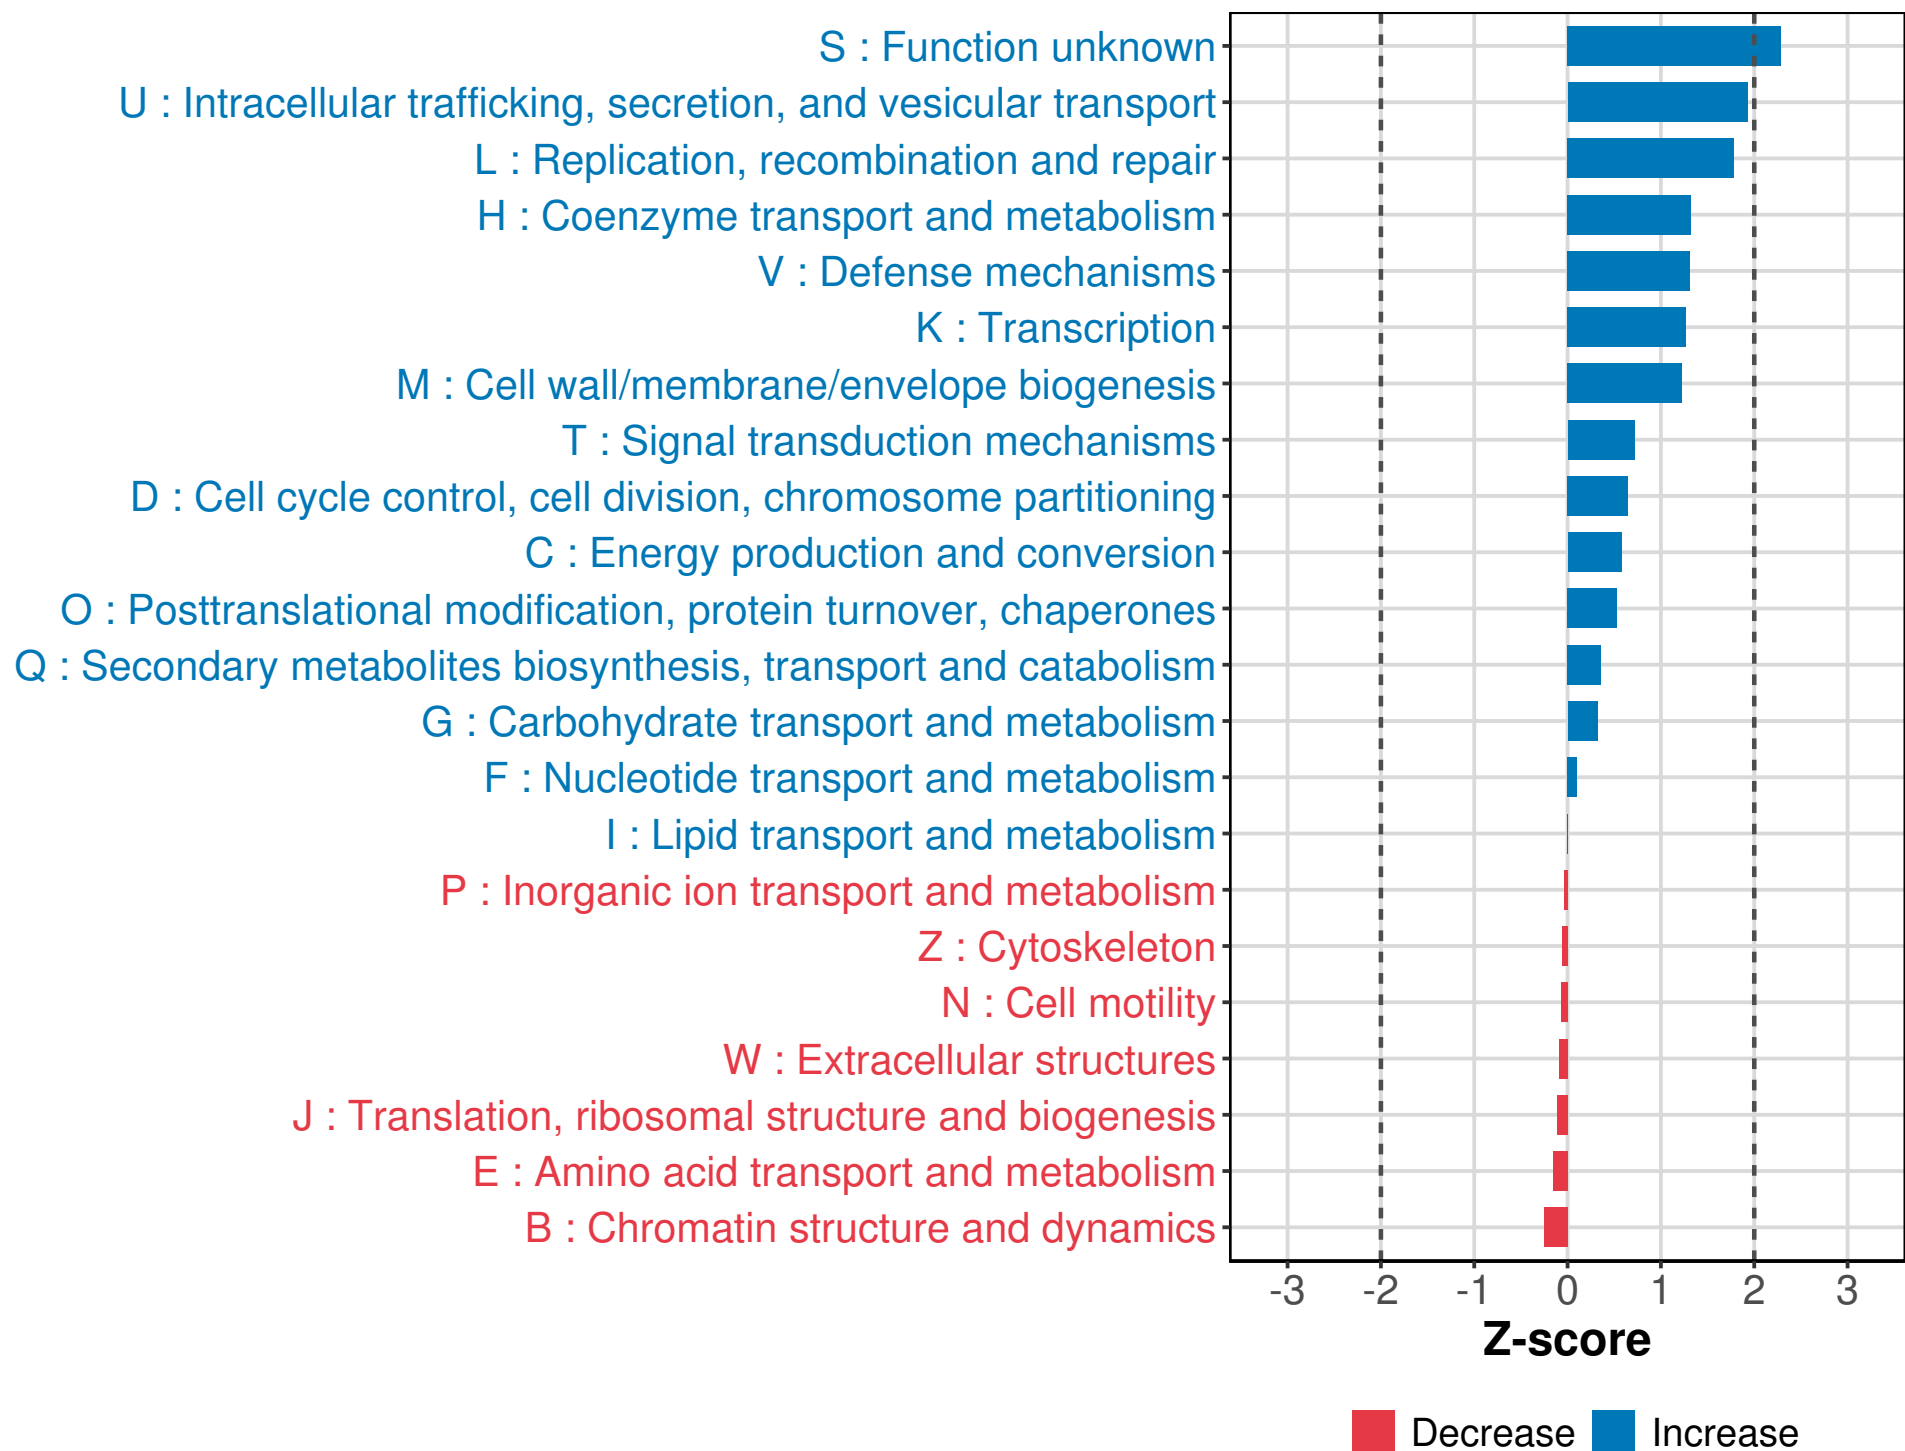 S : Function unknown
U : Intracellular trafficking, secretion, and vesicular transport
L : Replication, recombination and repair
H : Coenzyme transport and metabolism
V : Defense mechanisms
K : Transcription
M : Cell wall/membrane/envelope biogenesis
T : Signal transduction mechanisms
D : Cell cycle control, cell division, chromosome partitioning
C : Energy production and conversion
O : Posttranslational modification, protein turnover, chaperones
Q : Secondary metabolites biosynthesis, transport and catabolism
G : Carbohydrate transport and metabolism
F : Nucleotide transport and metabolism
I : Lipid transport and metabolism
P : Inorganic ion transport and metabolism
Z : Cytoskeleton
N : Cell motility
W : Extracellular structures
J : Translation, ribosomal structure and biogenesis
E : Amino acid transport and metabolism
B : Chromatin structure and dynamics
-3 -2 -1 0 1 2 3
Z-score
Decrease Increase